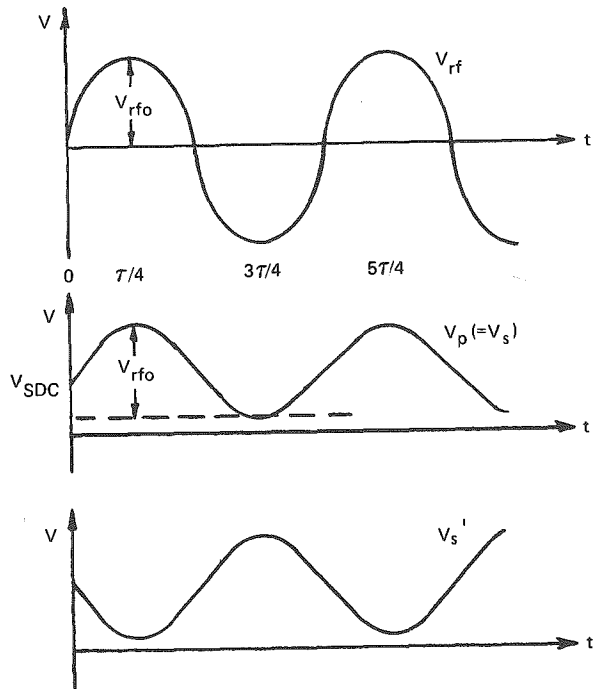 V
V_rf
V_rfo
t
0 τ/4 3τ/4 5τ/4
V
V_p (=V_s)
V_rfo
V_SDC
t
V
V_s'
t